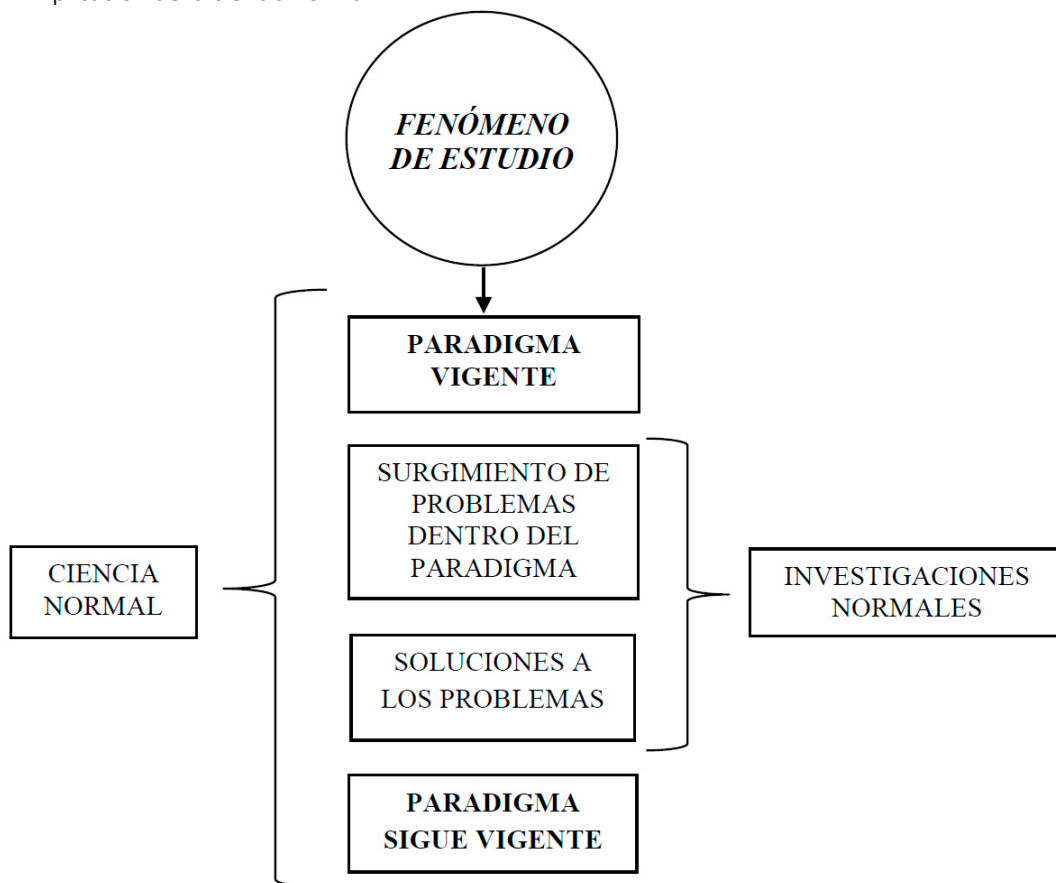 FENÓMENO
DE ESTUDIO
PARADIGMA
VIGENTE
SURGIMIENTO DE
PROBLEMAS
DENTRO DEL
PARADIGMA
CIENCIA
NORMAL
INVESTIGACIONES
NORMALES
SOLUCIONES A
LOS PROBLEMAS
PARADIGMA
SIGUE VIGENTE